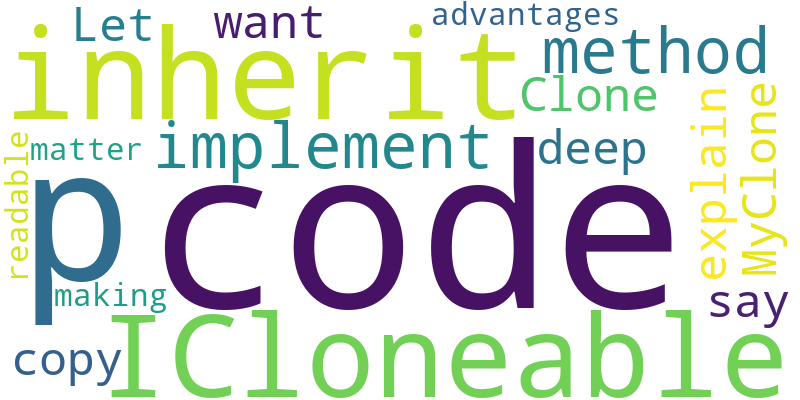 Let
want
advantages
inherit
method
Clone
readable
matter
implement
deep
explain
MyClone
p
code
making
say
ICloneable
copy